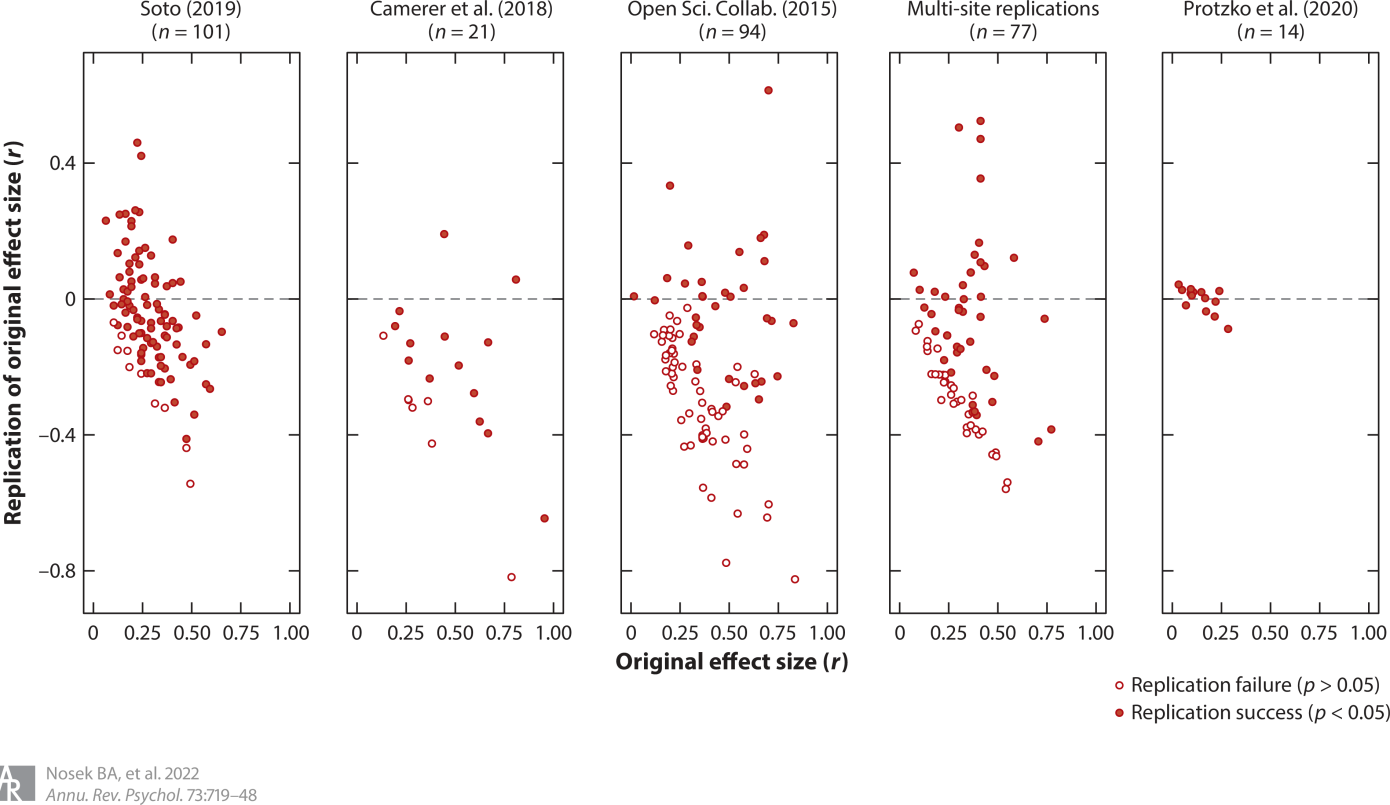 Soto (2019)
(n = 101)
Camerer et al. (2018)
(n = 21)
Open Sci. Collab. (2015)
(n = 94)
Multi-site replications
(n = 77)
Protzko et al. (2020)
(n = 14)
Replication of original effect size (r)
0.4
0
–0.4
–0.8
0 0.25 0.50 0.75 1.00
0 0.25 0.50 0.75 1.00
0 0.25 0.50 0.75 1.00
0 0.25 0.50 0.75 1.00
0 0.25 0.50 0.75 1.00
Original effect size (r)
Replication failure (p > 0.05)
Replication success (p < 0.05)
AR
Nosek BA, et al. 2022
Annu. Rev. Psychol. 73:719–48